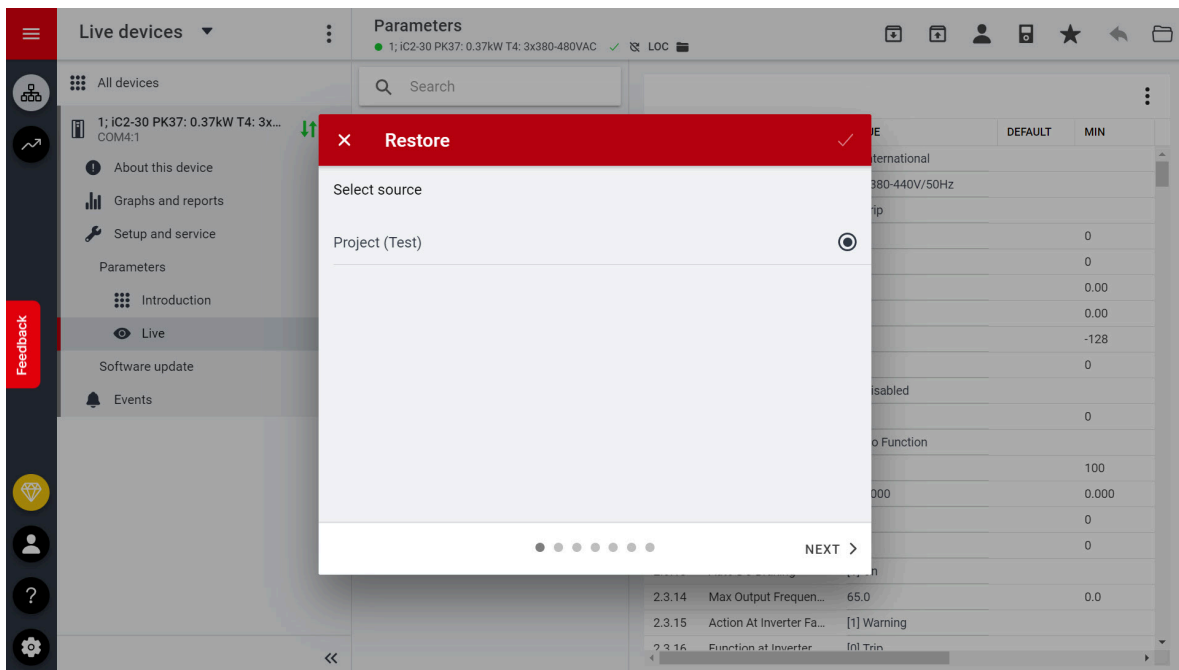 Live devices
Parameters
1; iC2-30 PK37: 0.37kW T4: 3x380-480VAC
LOC
All devices
Search
1; iC2-30 PK37: 0.37kW T4: 3x...
COM4:1
About this device
Graphs and reports
Setup and service
Parameters
Introduction
Live
Software update
Events
Feedback
Restore
Select source
Project (Test)
NEXT
DEFAULT MIN
ternational
380-440V/50Hz
rip
0
0
0.00
0.00
-128
0
isabled
0
o Function
100
000 0.000
0
0
2.3.14 Max Output Frequen... 65.0 0.0
2.3.15 Action At Inverter Fa... [1] Warning
2.3.16 Function at Inverter [0] Trip